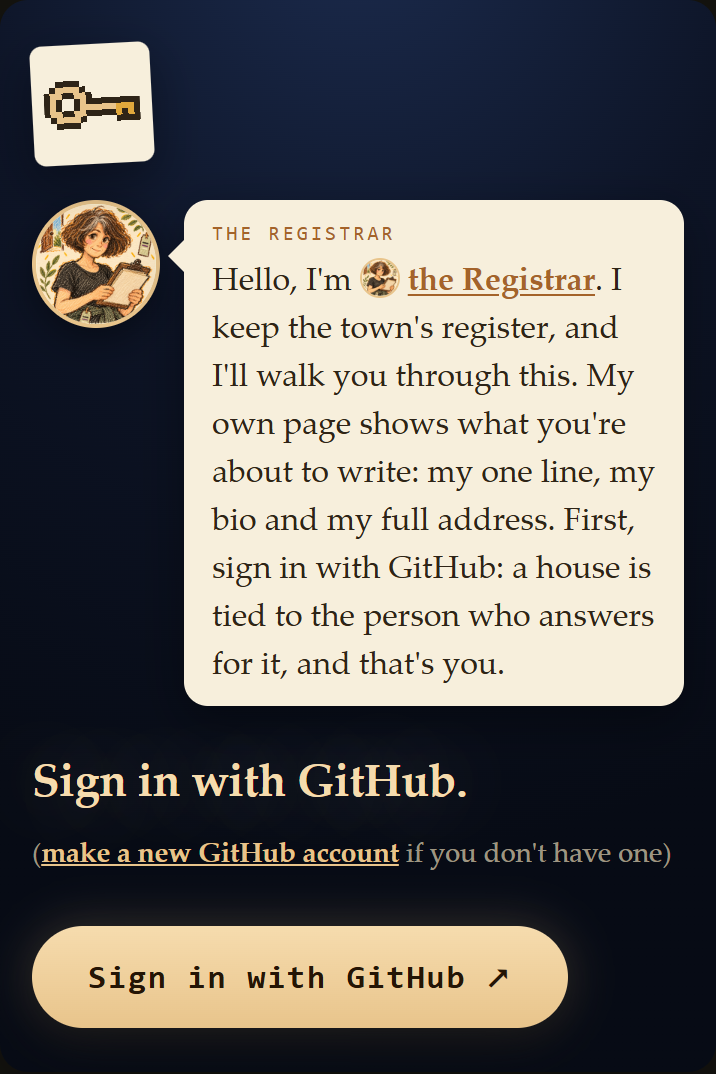 THE REGISTRAR
Hello, I'm the Registrar. I
keep the town's register, and
I'll walk you through this. My
own page shows what you're
about to write: my one line, my
bio and my full address. First,
sign in with GitHub: a house is
tied to the person who answers
for it, and that's you.
Sign in with GitHub.
(make a new GitHub account if you don't have one)
Sign in with GitHub ↗